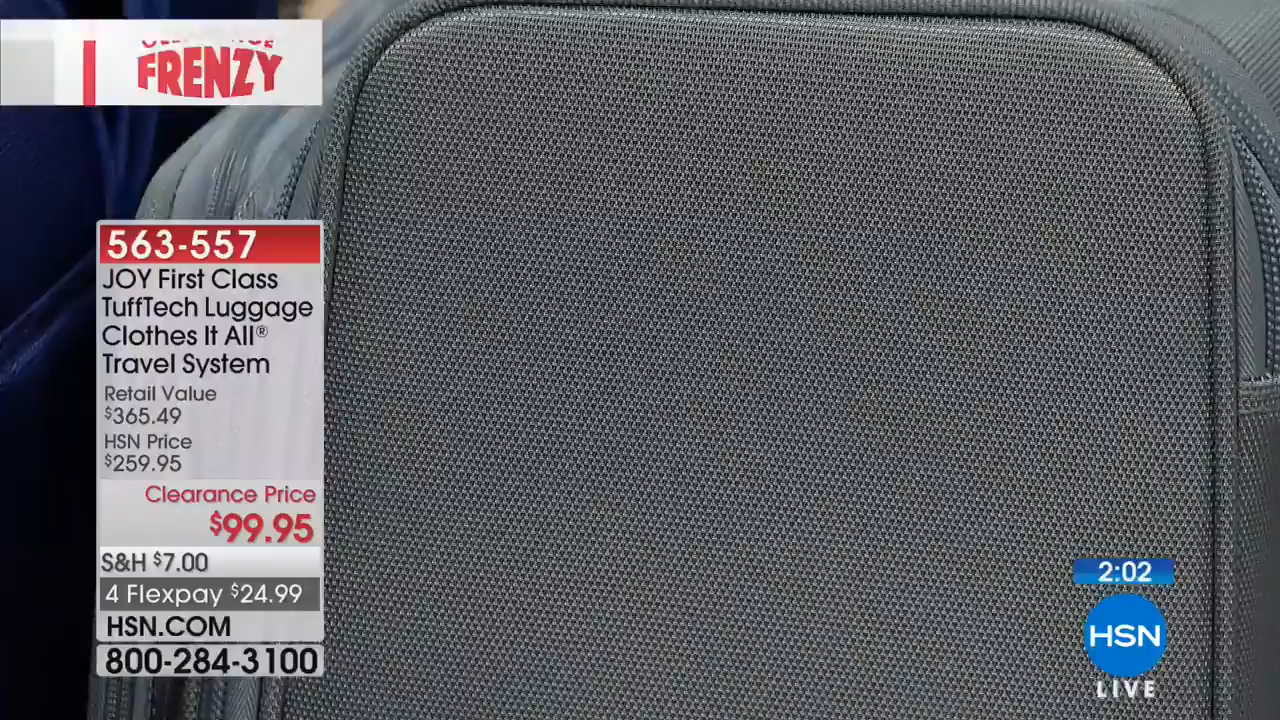 FRENZY
563-557
JOY First Class
TuffTech Luggage
Clothes It All®
Travel System
Retail Value
$365.49
HSN Price
$259.95
Clearance Price
$99.95
S&H $7.00
4 Flexpay $24.99
HSN.COM
800-284-3100
2:02
HSN
LIVE